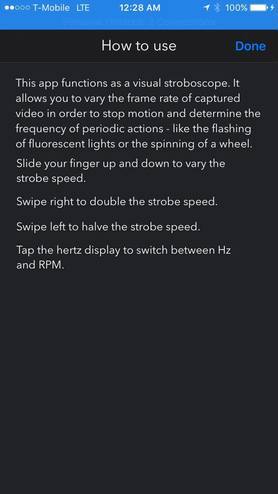 T-Mobile LTE 12:28 AM 100%
How to use Done
This app functions as a visual stroboscope. It
allows you to vary the frame rate of captured
video in order to stop motion and determine the
frequency of periodic actions - like the flashing
of fluorescent lights or the spinning of a wheel.
Slide your finger up and down to vary the
strobe speed.
Swipe right to double the strobe speed.
Swipe left to halve the strobe speed.
Tap the hertz display to switch between Hz
and RPM.